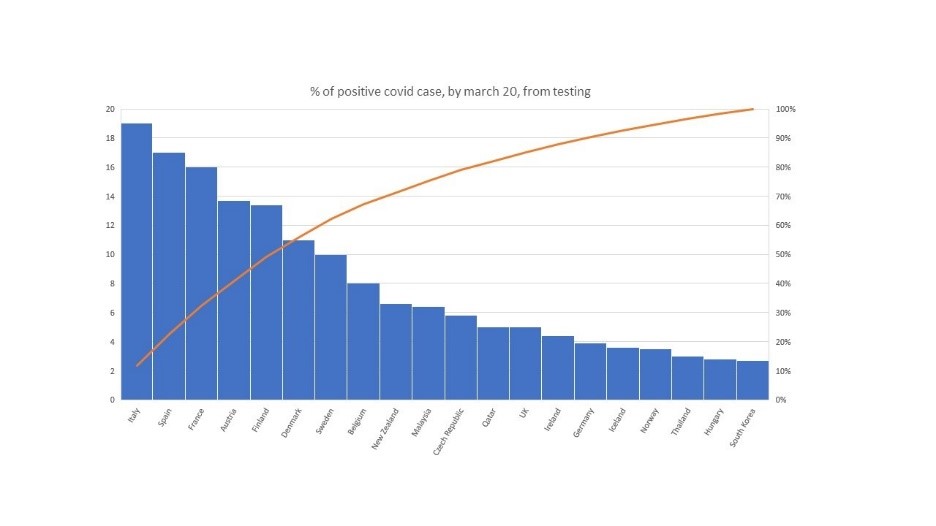 % of positive covid case, by march 20, from testing
20
18
16
14
12
10
8
6
4
2
0
100%
90%
80%
70%
60%
50%
40%
30%
20%
10%
0%
Italy
Spain
France
Austria
Finland
Denmark
Sweden
Belgium
New Zealand
Malaysia
Czech Republic
Qatar
UK
Ireland
Germany
Iceland
Norway
Thailand
Hungary
South Korea